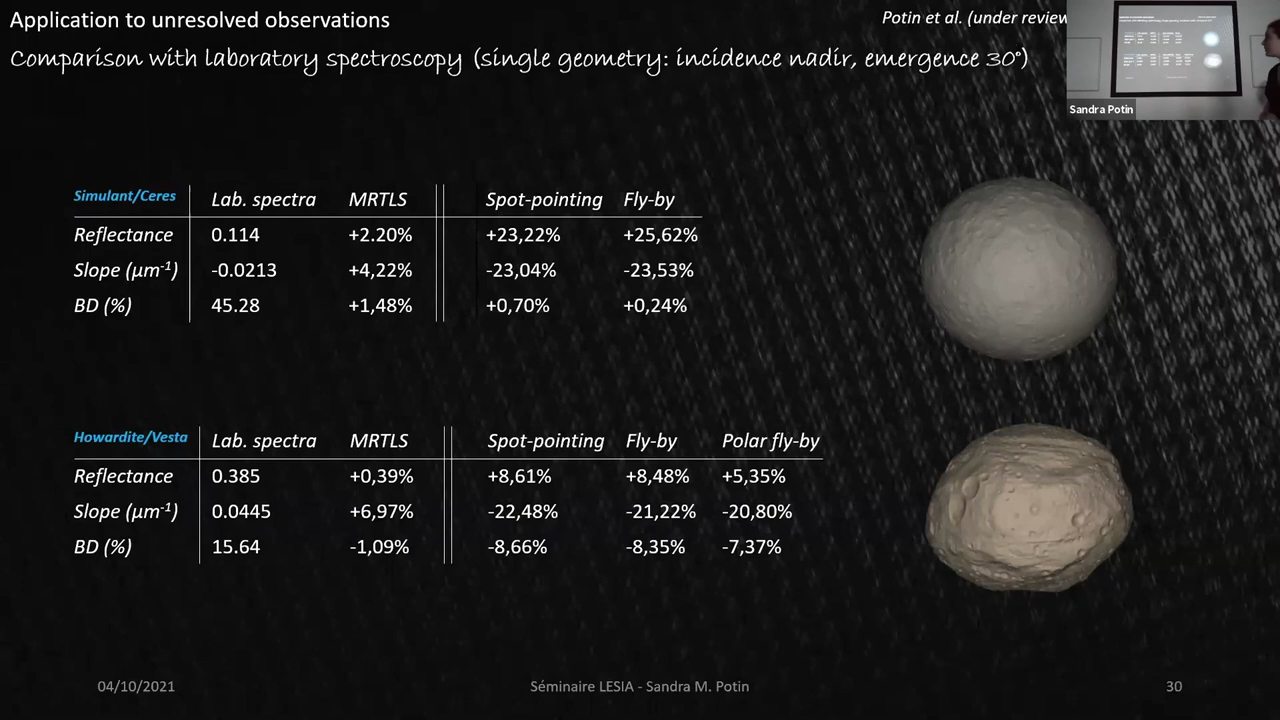 Application to unresolved observations
Potin et al. (under review
Comparison with laboratory spectroscopy (single geometry: incidence nadir, emergence 30°)
Sandra Potin
Simulant/Ceres Lab. spectra MRTLS Spot-pointing Fly-by
Reflectance 0.114 +2.20% +23,22% +25,62%
Slope (μm⁻¹) -0.0213 +4,22% -23,04% -23,53%
BD (%) 45.28 +1,48% +0,70% +0,24%
Howardite/Vesta Lab. spectra MRTLS Spot-pointing Fly-by Polar fly-by
Reflectance 0.385 +0,39% +8,61% +8,48% +5,35%
Slope (μm⁻¹) 0.0445 +6,97% -22,48% -21,22% -20,80%
BD (%) 15.64 -1,09% -8,66% -8,35% -7,37%
04/10/2021 Séminaire LESIA - Sandra M. Potin 30